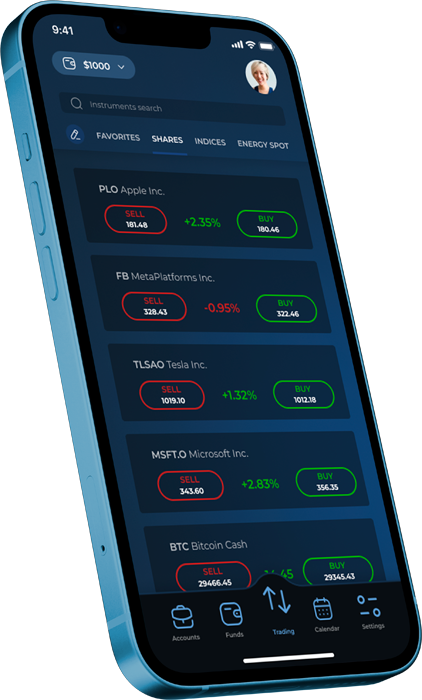 9:41
$1000
Instruments search
FAVORITES SHARES INDICES ENERGY SPOT
PLO Apple Inc.
SELL 181.48 +2.35% BUY 180.46
FB MetaPlatforms Inc.
SELL 328.43 -0.95% BUY 322.46
TLSAO Tesla Inc.
SELL 1019.10 +1.32% BUY 1012.18
MSFT.O Microsoft Inc.
SELL 343.60 +2.83% BUY 356.35
BTC Bitcoin Cash
SELL 29466.45 BUY 29345.43
Accounts Funds Trading Calendar Settings